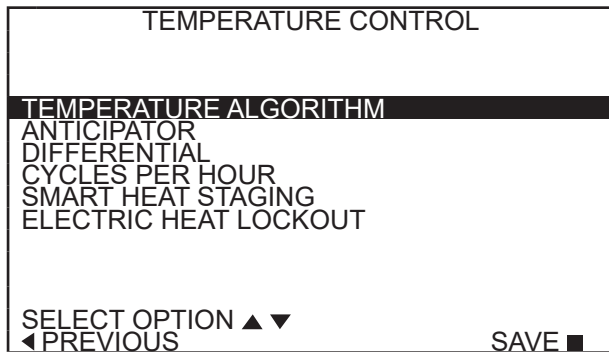 TEMPERATURE CONTROL
TEMPERATURE ALGORITHM
ANTICIPATOR
DIFFERENTIAL
CYCLES PER HOUR
SMART HEAT STAGING
ELECTRIC HEAT LOCKOUT
SELECT OPTION ▲ ▼
◀ PREVIOUS SAVE ■